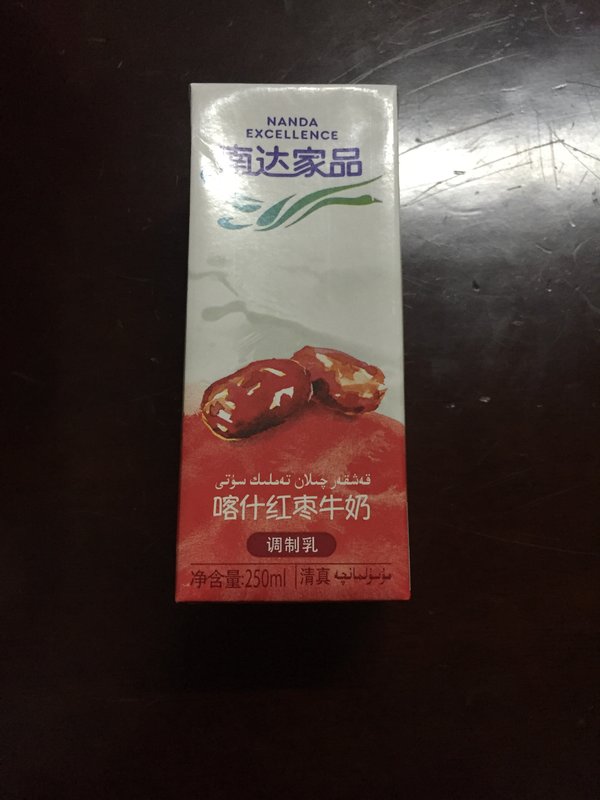 NANDA
EXCELLENCE
南达家品
قەشقەر چىلان تەملىك سۈتى
喀什红枣牛奶
调制乳
净含量:250ml 清真 مۇسۇلمانچە